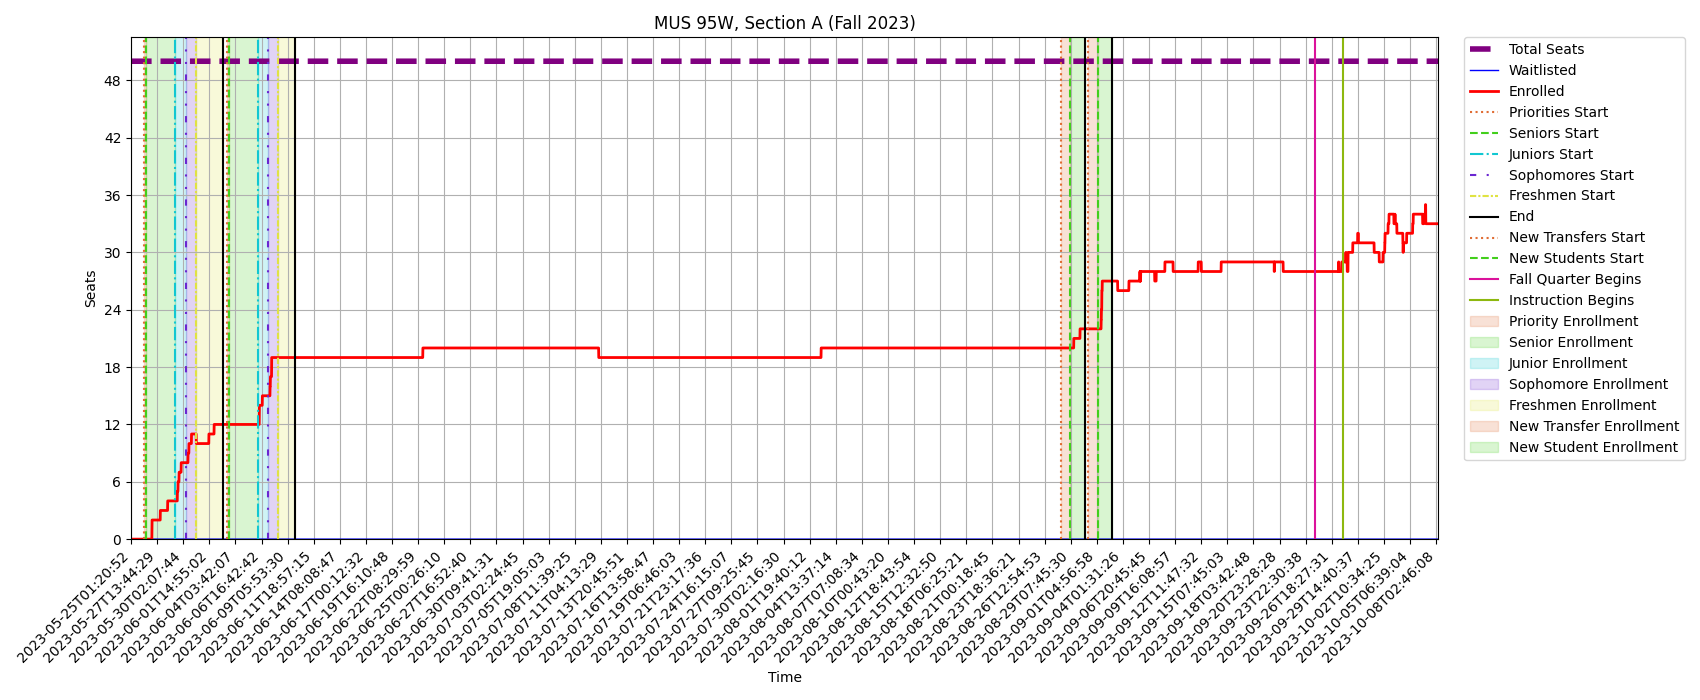 MUS 95W, Section A (Fall 2023)
Seats
48
42
36
30
24
18
12
6
0
2023-05-25T01:20:52
2023-05-27T13:44:29
2023-05-30T02:07:44
2023-06-01T14:55:02
2023-06-04T03:42:07
2023-06-06T16:42:42
2023-06-09T05:53:30
2023-06-11T18:57:15
2023-06-14T08:08:47
2023-06-17T00:12:32
2023-06-19T16:10:48
2023-06-22T08:29:59
2023-06-25T00:26:10
2023-06-27T16:52:40
2023-06-30T09:41:31
2023-07-03T02:24:45
2023-07-05T19:05:03
2023-07-08T11:39:25
2023-07-11T04:13:29
2023-07-13T20:45:51
2023-07-16T13:58:47
2023-07-19T06:46:03
2023-07-21T23:17:36
2023-07-24T16:15:07
2023-07-27T09:25:45
2023-07-30T02:16:30
2023-08-01T19:40:12
2023-08-04T13:37:14
2023-08-07T07:08:34
2023-08-10T00:43:20
2023-08-12T18:43:54
2023-08-15T12:32:50
2023-08-18T06:25:21
2023-08-21T00:18:45
2023-08-23T18:36:21
2023-08-26T12:54:53
2023-08-29T07:45:30
2023-09-01T04:56:58
2023-09-04T01:31:26
2023-09-06T20:45:45
2023-09-09T16:08:57
2023-09-12T11:47:32
2023-09-15T07:45:03
2023-09-18T03:42:48
2023-09-20T23:28:28
2023-09-23T22:30:38
2023-09-26T18:27:31
2023-09-29T14:40:37
2023-10-02T10:34:25
2023-10-05T06:39:04
2023-10-08T02:46:08
Time
Total Seats
Waitlisted
Enrolled
Priorities Start
Seniors Start
Juniors Start
Sophomores Start
Freshmen Start
End
New Transfers Start
New Students Start
Fall Quarter Begins
Instruction Begins
Priority Enrollment
Senior Enrollment
Junior Enrollment
Sophomore Enrollment
Freshmen Enrollment
New Transfer Enrollment
New Student Enrollment